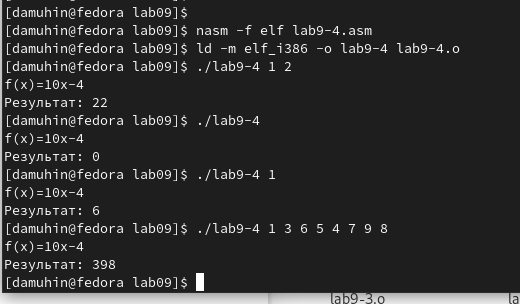 [damuhin@fedora lab09]$
[damuhin@fedora lab09]$ nasm -f elf lab9-4.asm
[damuhin@fedora lab09]$ ld -m elf_i386 -o lab9-4 lab9-4.o
[damuhin@fedora lab09]$ ./lab9-4 1 2
f(x)=10x-4
Результат: 22
[damuhin@fedora lab09]$ ./lab9-4
f(x)=10x-4
Результат: 0
[damuhin@fedora lab09]$ ./lab9-4 1
f(x)=10x-4
Результат: 6
[damuhin@fedora lab09]$ ./lab9-4 1 3 6 5 4 7 9 8
f(x)=10x-4
Результат: 398
[damuhin@fedora lab09]$
lab9-3.o